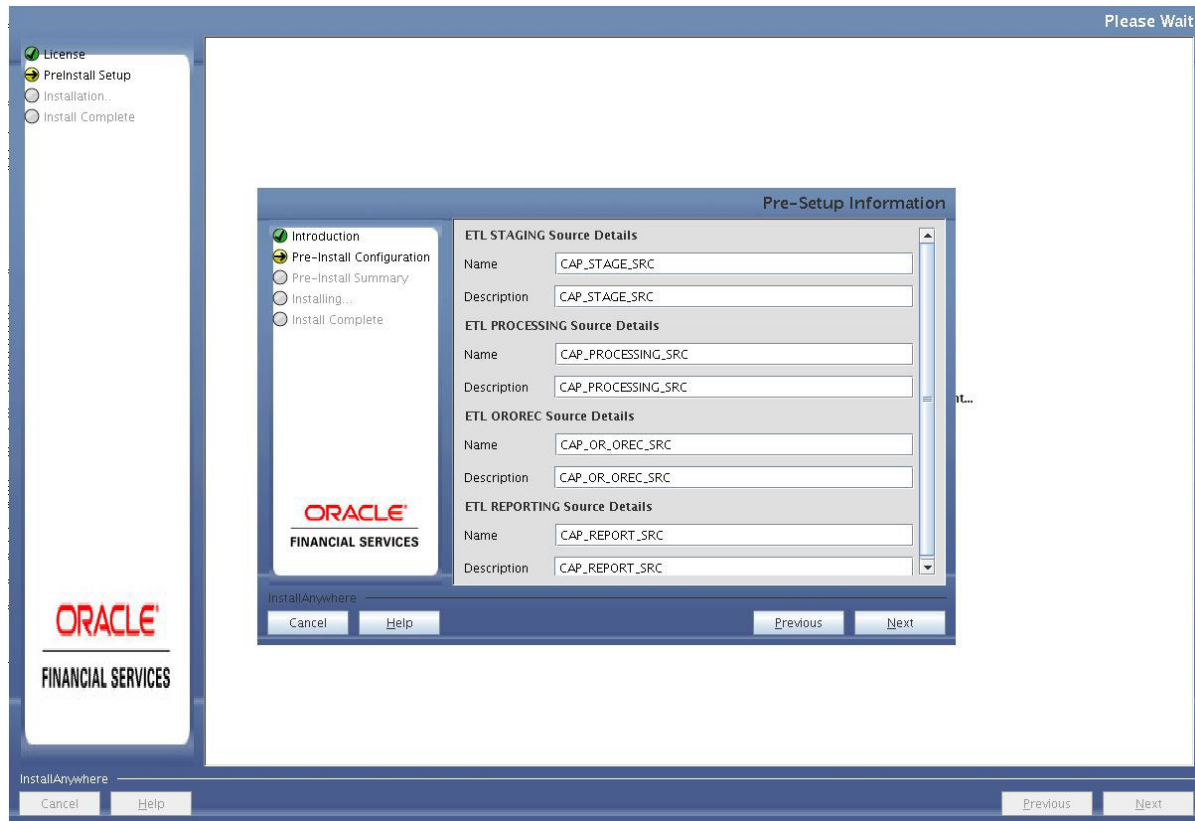 Please Wait
License
PreInstall Setup
Installation..
Install Complete
Pre-Setup Information
Introduction
Pre-Install Configuration
Pre-Install Summary
Installing...
Install Complete
ETL STAGING Source Details
Name CAP_STAGE_SRC
Description CAP_STAGE_SRC
ETL PROCESSING Source Details
Name CAP_PROCESSING_SRC
Description CAP_PROCESSING_SRC
ETL OROREC Source Details
Name CAP_OR_OREC_SRC
Description CAP_OR_OREC_SRC
ETL REPORTING Source Details
Name CAP_REPORT_SRC
Description CAP_REPORT_SRC
ORACLE
FINANCIAL SERVICES
InstallAnywhere
Cancel Help Previous Next
ORACLE
FINANCIAL SERVICES
InstallAnywhere
Cancel Help Previous Next